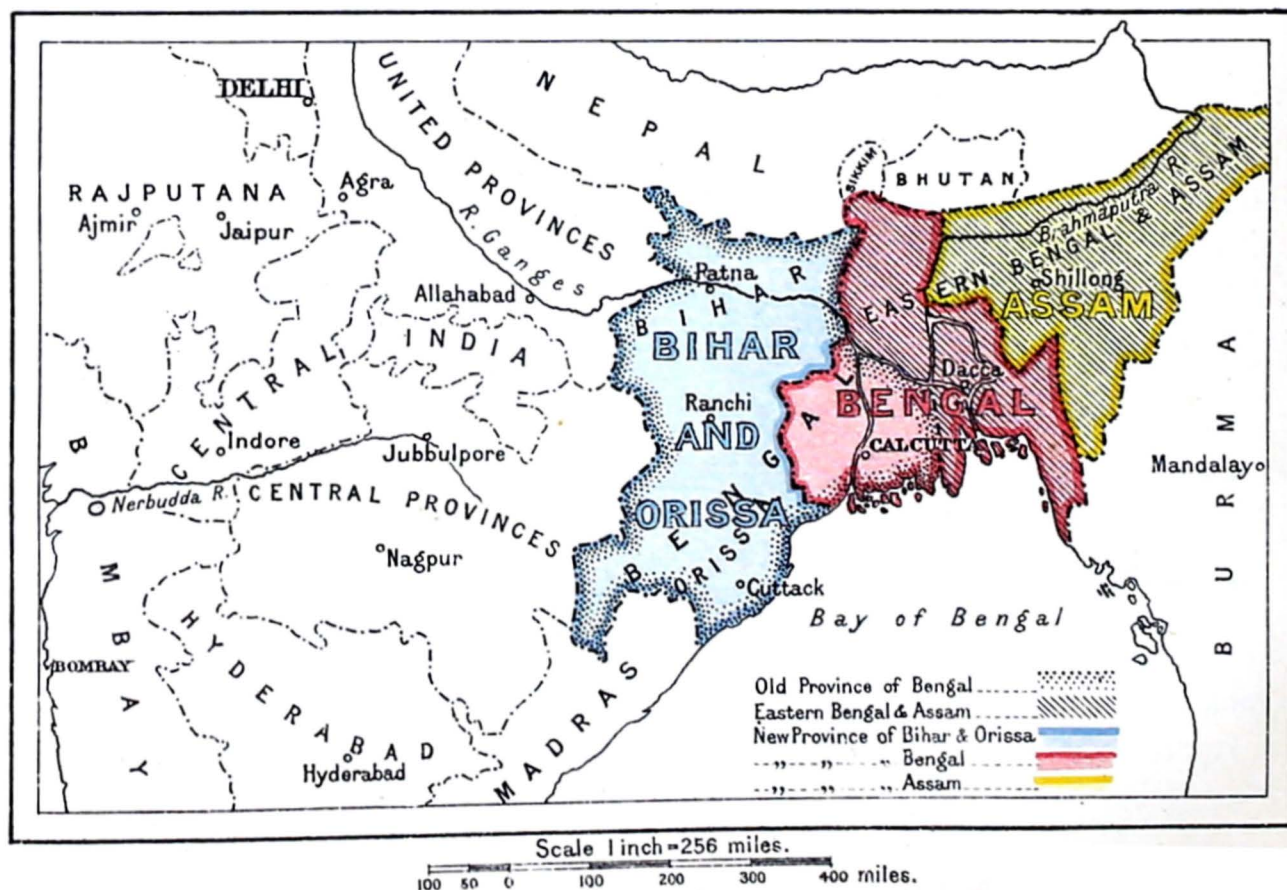 NEPAL
UNITED PROVINCES
DELHI
SIKKIM
BHUTAN
RAJPUTANA
Ajmir
Jaipur
Agra
R. Ganges
Brahmaputra R.
EASTERN BENGAL & ASSAM
Shillong
ASSAM
Allahabad
Patna
BIHAR
BIHAR
AND
ORISSA
CENTRAL INDIA
Ranchi
Dacca
BENGAL
BENGAL
CALCUTTA
Indore
Jubbulpore
Nerbudda R.
CENTRAL PROVINCES
Nagpur
ORISSA
Cuttack
Mandalay
BURMA
Bay of Bengal
BOMBAY
BOMBAY
HYDERABAD
Hyderabad
MADRAS
Old Province of Bengal
Eastern Bengal & Assam
New Province of Bihar & Orissa
„ „ „ Bengal
„ „ „ Assam
Scale 1 inch = 256 miles.
100 50 0 100 200 300 400 miles.